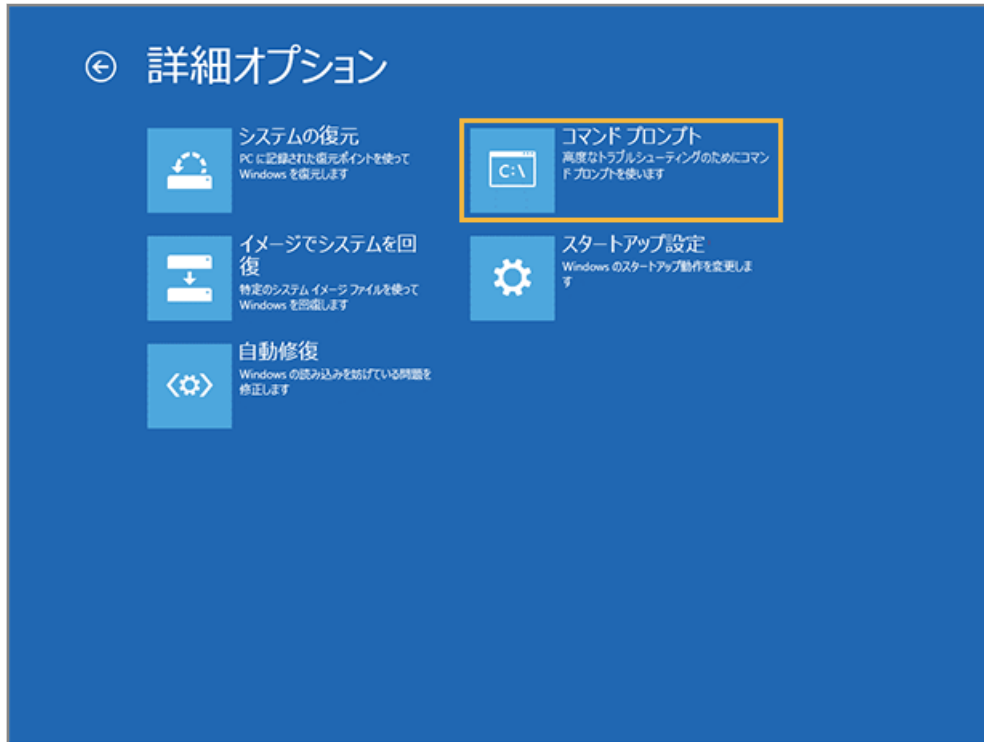 詳細オプション
システムの復元
PC に記録された復元ポイントを使って
Windows を復元します
コマンド プロンプト
高度なトラブルシューティングのためにコマン
ド プロンプトを使います
C:\
イメージでシステムを回
復
特定のシステム イメージ ファイルを使って
Windows を回復します
スタートアップ設定
Windows のスタートアップ動作を変更しま
す
自動修復
Windows の読み込みを妨げている問題を
修正します